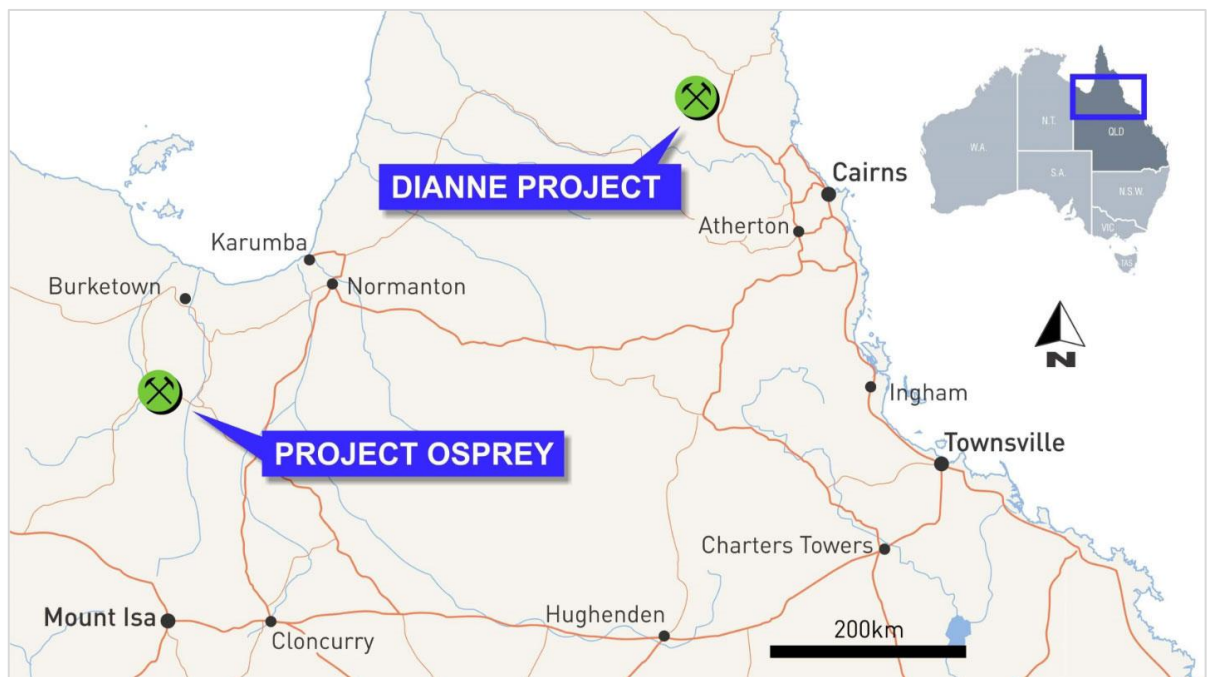 DIANNE PROJECT
Cairns
Atherton
Karumba
Burketown
Normanton
Ingham
PROJECT OSPREY
Townsville
Charters Towers
Mount Isa
Cloncurry
Hughenden
200km
N
W.A.
N.T.
QLD
S.A.
N.S.W.
VIC
TAS